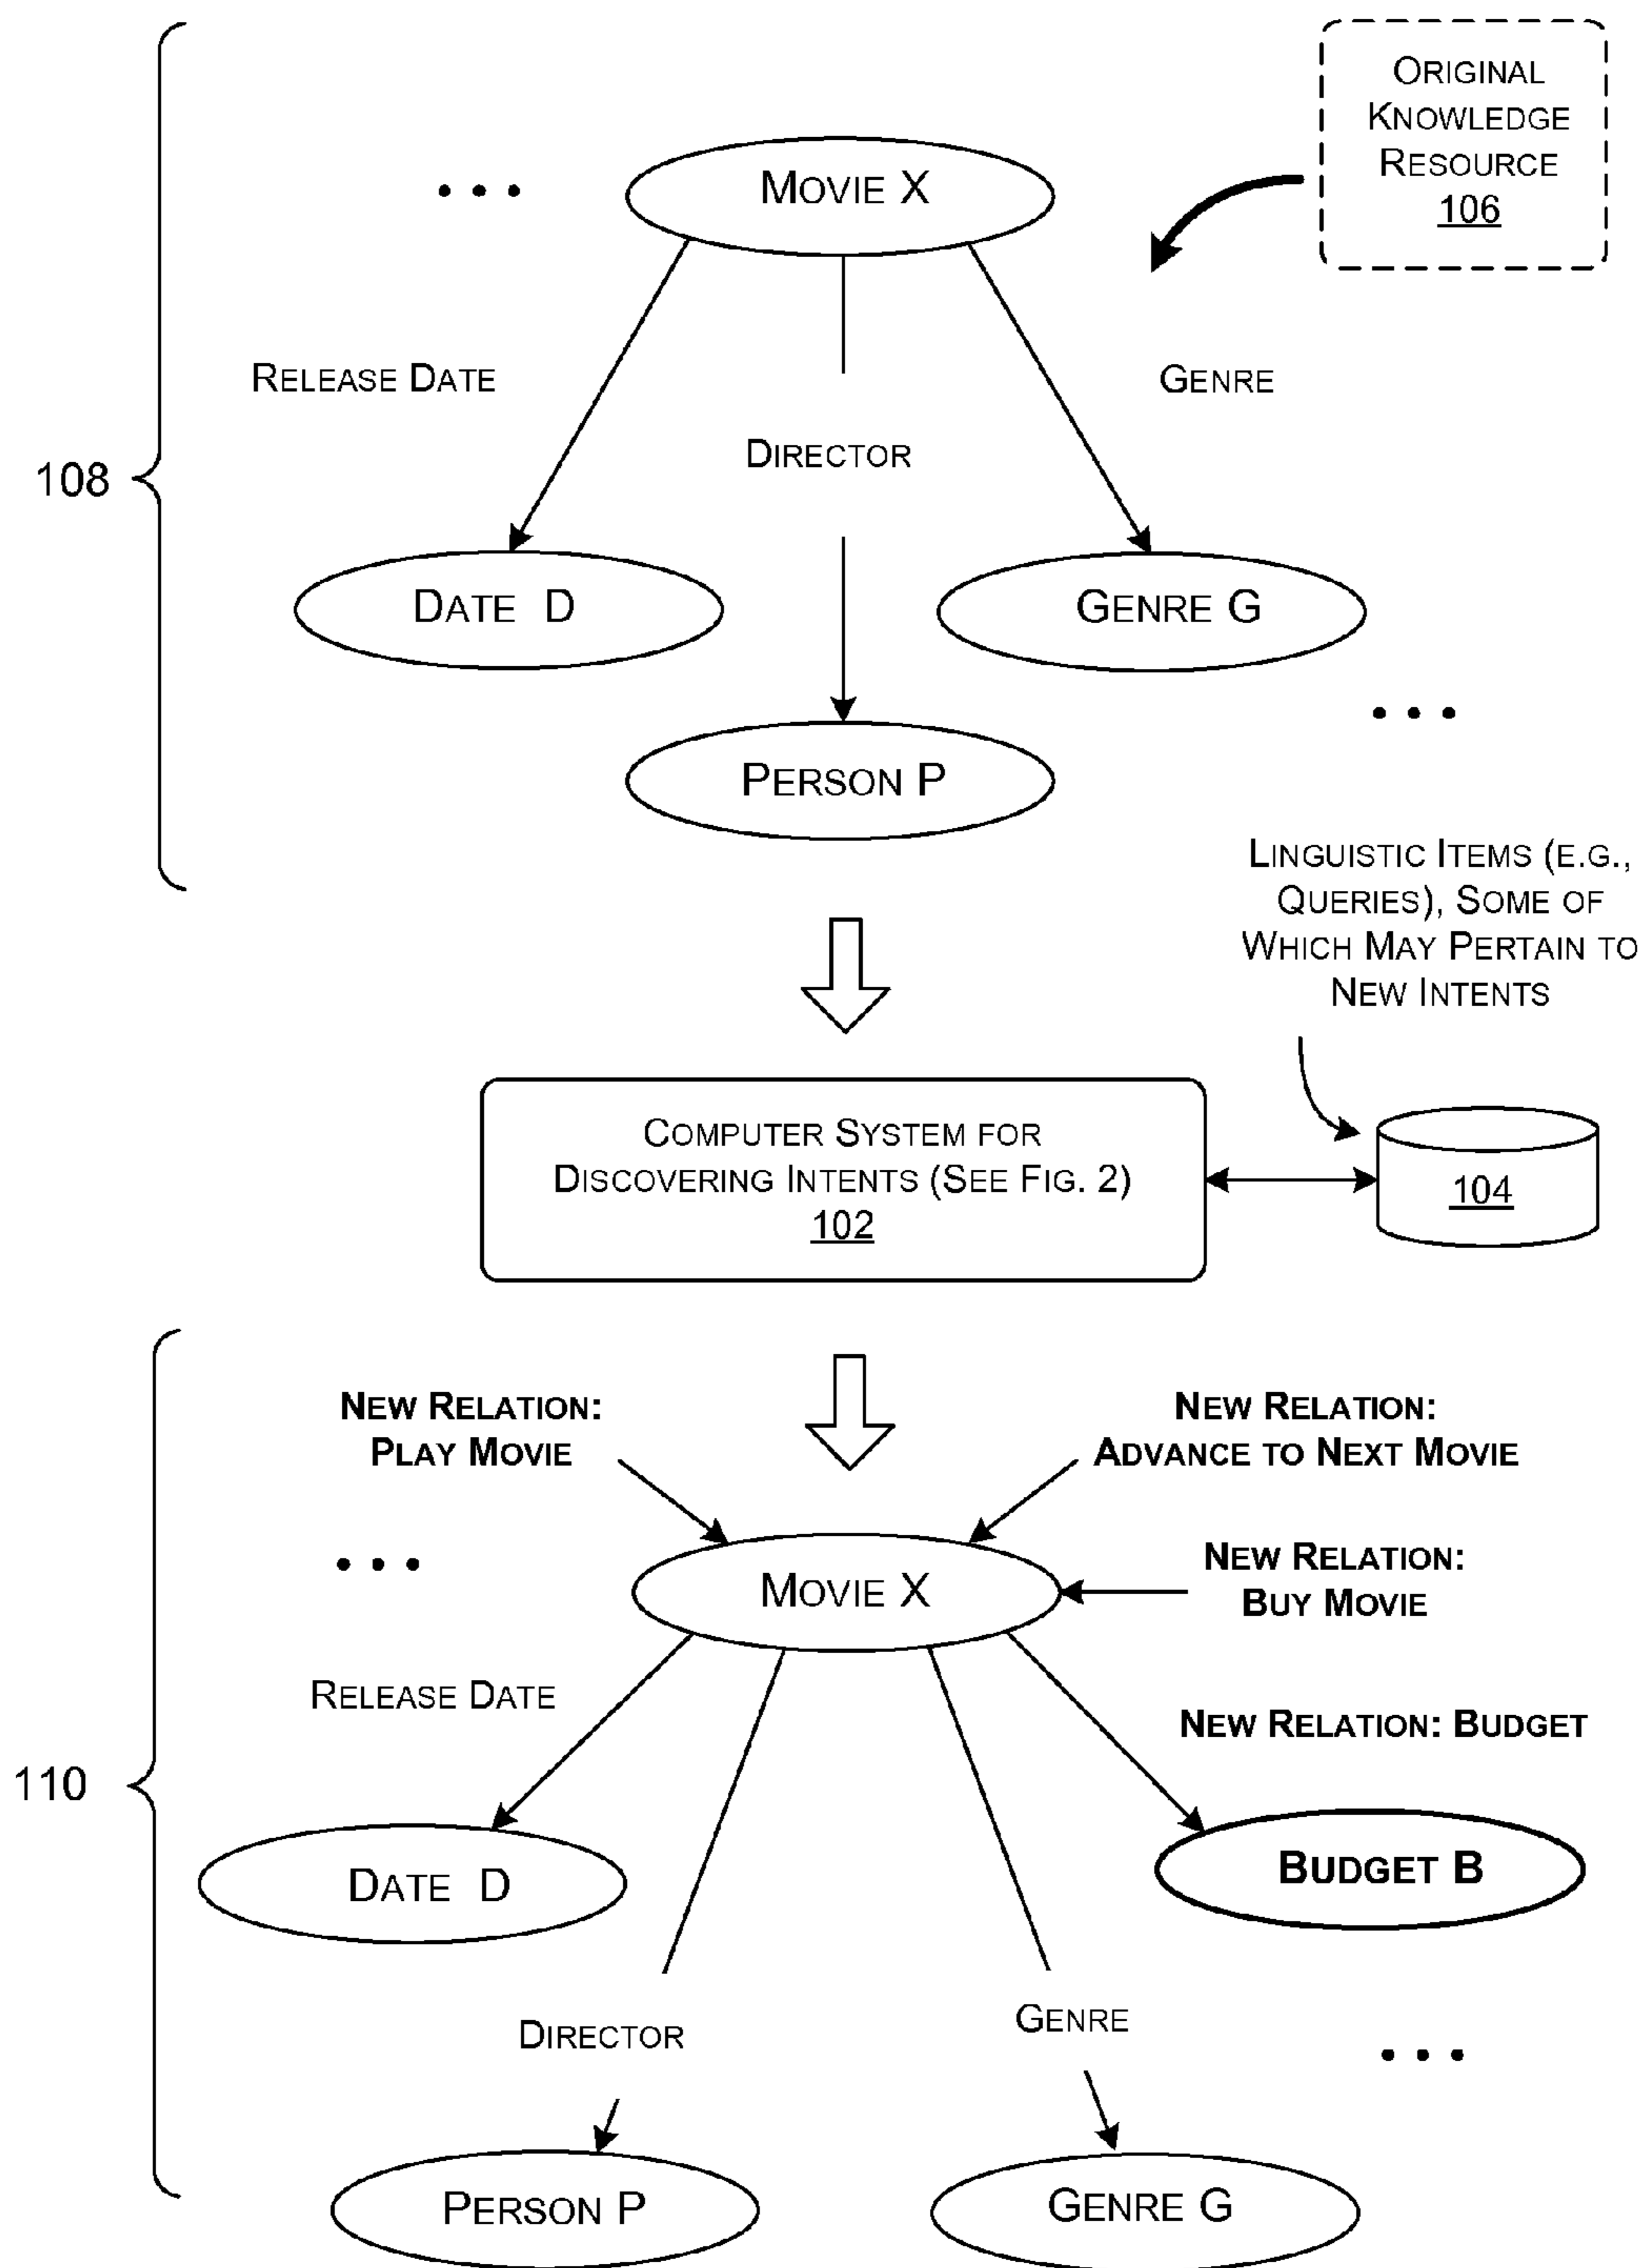 ORIGINAL
KNOWLEDGE
RESOURCE
106
MOVIE X
RELEASE DATE
GENRE
DIRECTOR
108
DATE D
GENRE G
PERSON P
LINGUISTIC ITEMS (E.G.,
QUERIES), SOME OF
WHICH MAY PERTAIN TO
NEW INTENTS
COMPUTER SYSTEM FOR
DISCOVERING INTENTS (SEE FIG. 2)
102
104
NEW RELATION:
PLAY MOVIE
NEW RELATION:
ADVANCE TO NEXT MOVIE
NEW RELATION:
BUY MOVIE
MOVIE X
RELEASE DATE
NEW RELATION: BUDGET
110
DATE D
BUDGET B
DIRECTOR
GENRE
PERSON P
GENRE G